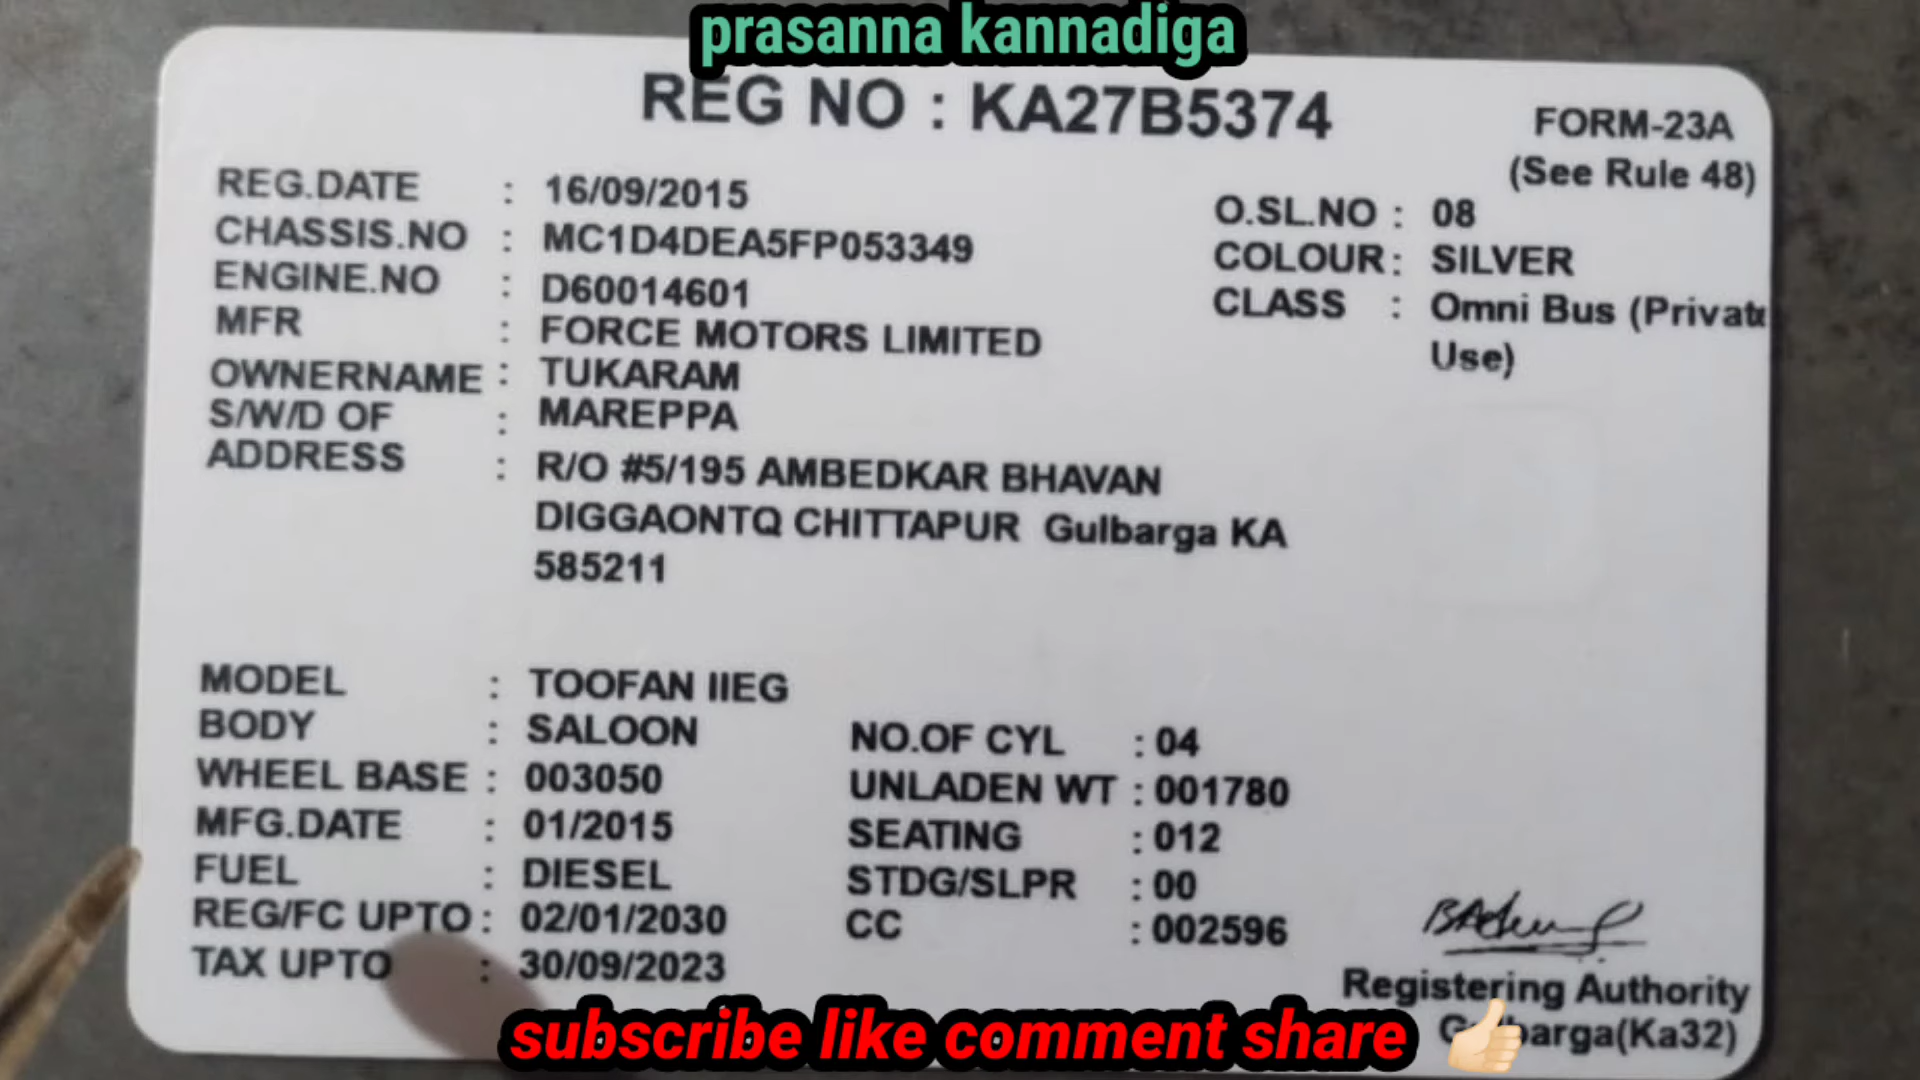 prasanna kannadiga
REG NO : KA27B5374
FORM-23A
(See Rule 48)
REG.DATE : 16/09/2015
CHASSIS.NO : MC1D4DEA5FP053349
ENGINE.NO : D60014601
MFR : FORCE MOTORS LIMITED
OWNERNAME : TUKARAM
S/W/D OF : MAREPPA
ADDRESS : R/O #5/195 AMBEDKAR BHAVAN
DIGGAONTQ CHITTAPUR Gulbarga KA
585211
O.SL.NO : 08
COLOUR : SILVER
CLASS : Omni Bus (Private
Use)
MODEL : TOOFAN IIEG
BODY : SALOON
WHEEL BASE : 003050
MFG.DATE : 01/2015
FUEL : DIESEL
REG/FC UPTO : 02/01/2030
TAX UPTO : 30/09/2023
NO.OF CYL : 04
UNLADEN WT : 001780
SEATING : 012
STDG/SLPR : 00
CC : 002596
Registering Authority
(Ka32)
subscribe like comment share